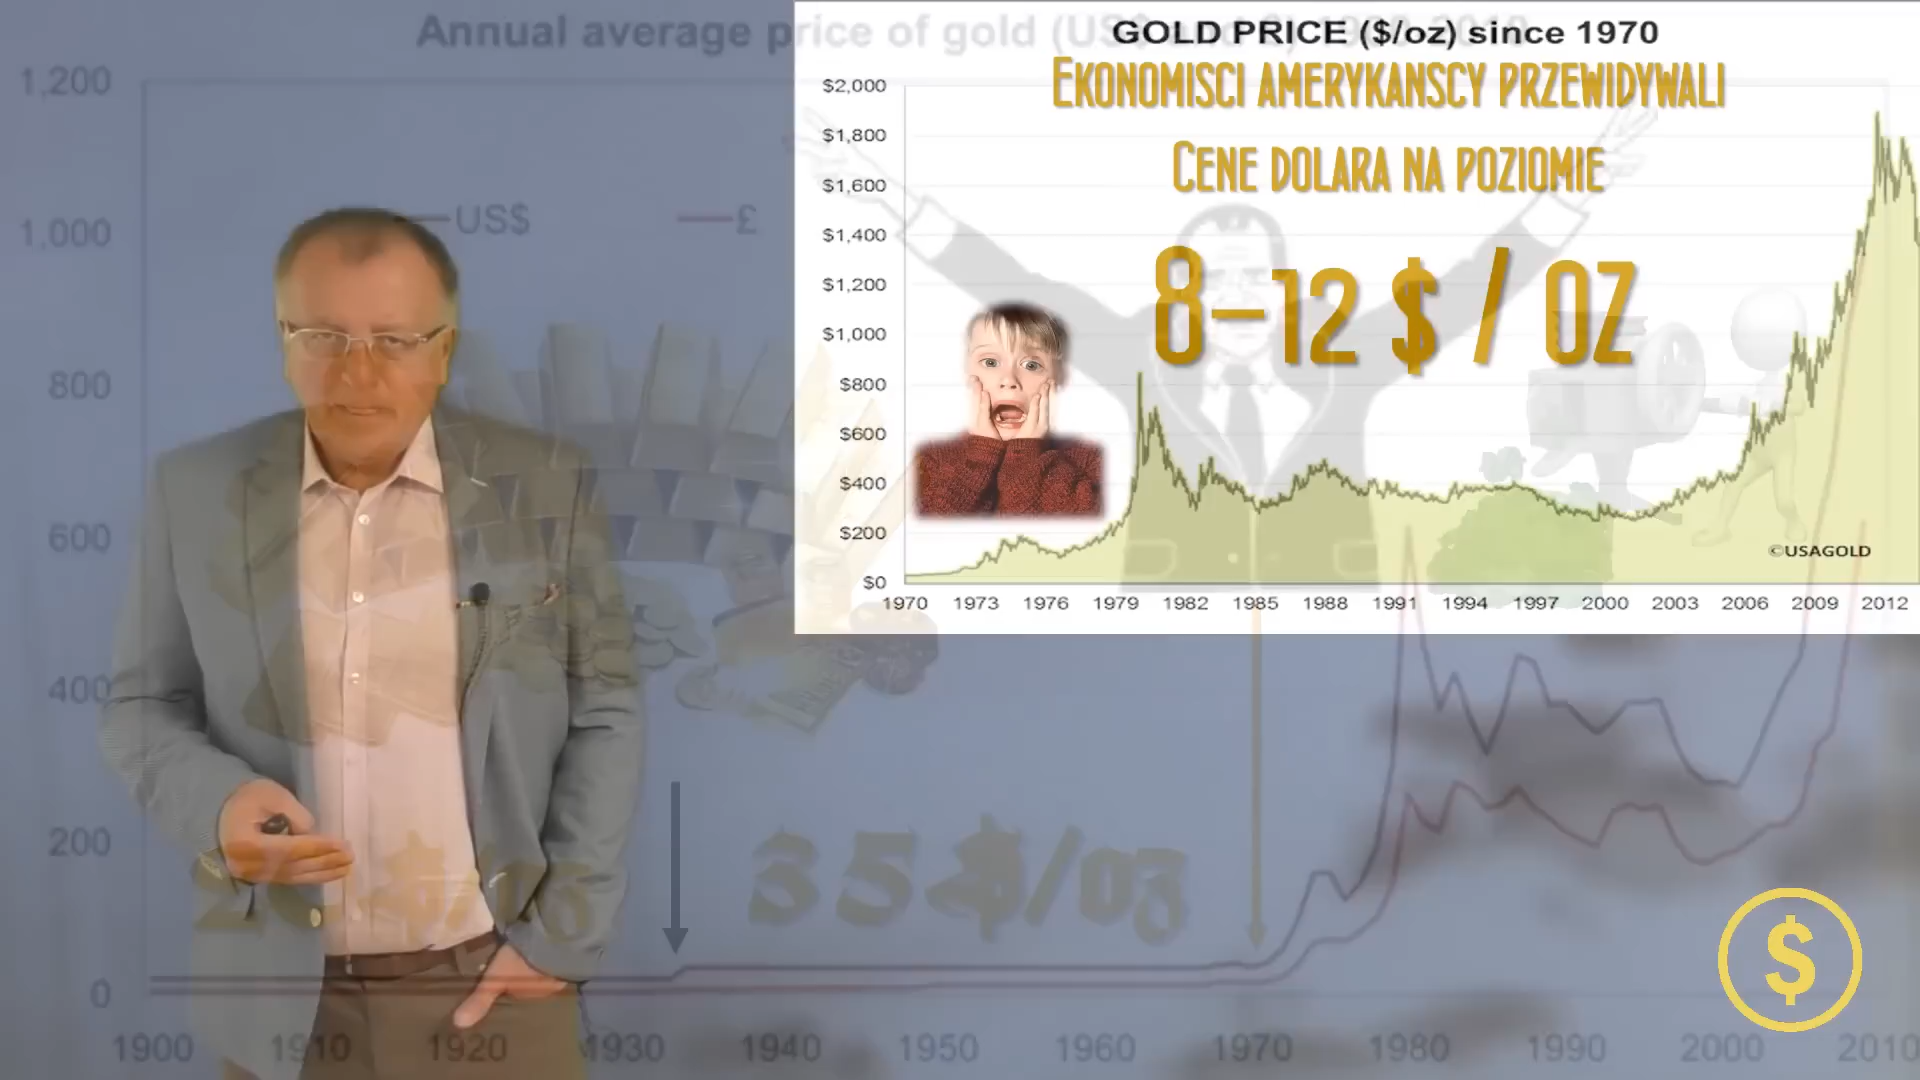 Annual average price of gold (US$
GOLD PRICE ($/oz) since 1970
EKONOMISCI AMERYKANSCY PRZEWIDYWALI
CENE DOLARA NA POZIOMIE
8-12 $ / OZ
$2,000
$1,800
$1,600
$1,400
$1,200
$1,000
$800
$600
$400
$200
$0
1970 1973 1976 1979 1982 1985 1988 1991 1994 1997 2000 2003 2006 2009 2012
©USAGOLD
US$ £
1,200
1,000
800
600
400
200
0
35$/oz
$
1900 1910 1920 1930 1940 1950 1960 1970 1980 1990 2000 2010